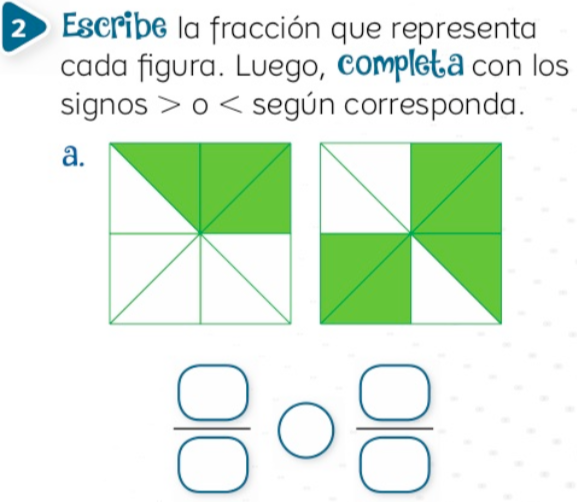 2 Escribe la fracción que representa
cada figura. Luego, completa con los
signos > o < según corresponda.
a.